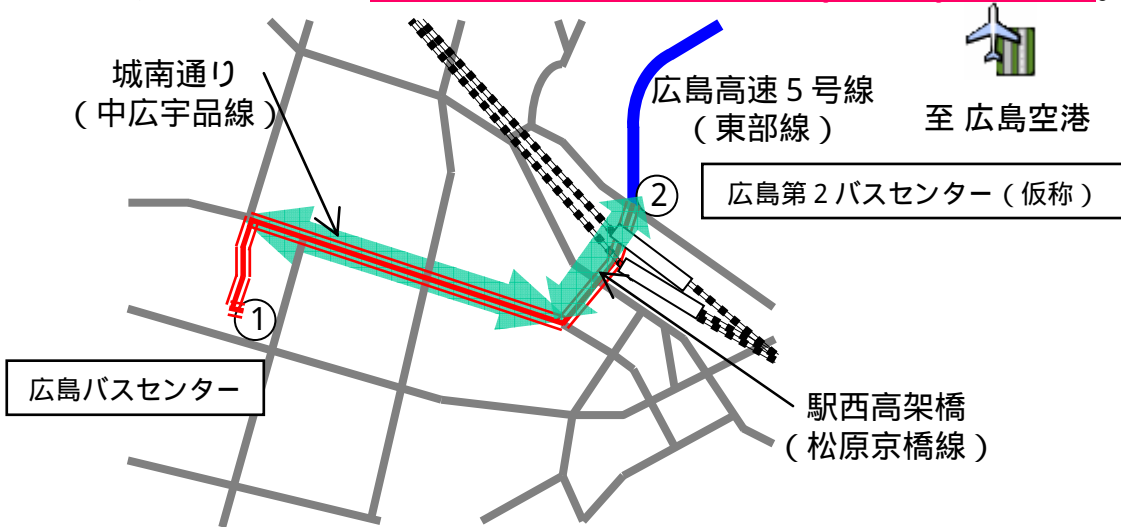 城南通り
（中広宇品線）
広島高速５号線
（東部線）
至 広島空港
②
広島第２バスセンター（仮称）
①
広島バスセンター
駅西高架橋
（松原京橋線）